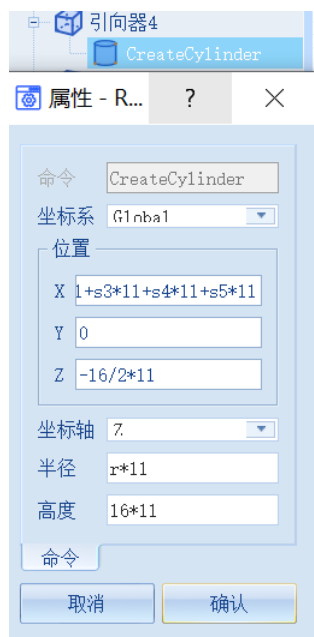 引向器4
CreateCylinder
属性 - R... ?
命令 CreateCylinder
坐标系 Global
位置
X 1+s3*11+s4*11+s5*11
Y 0
Z -16/2*11
坐标轴 Z
半径 r*11
高度 16*11
命令
取消 确认